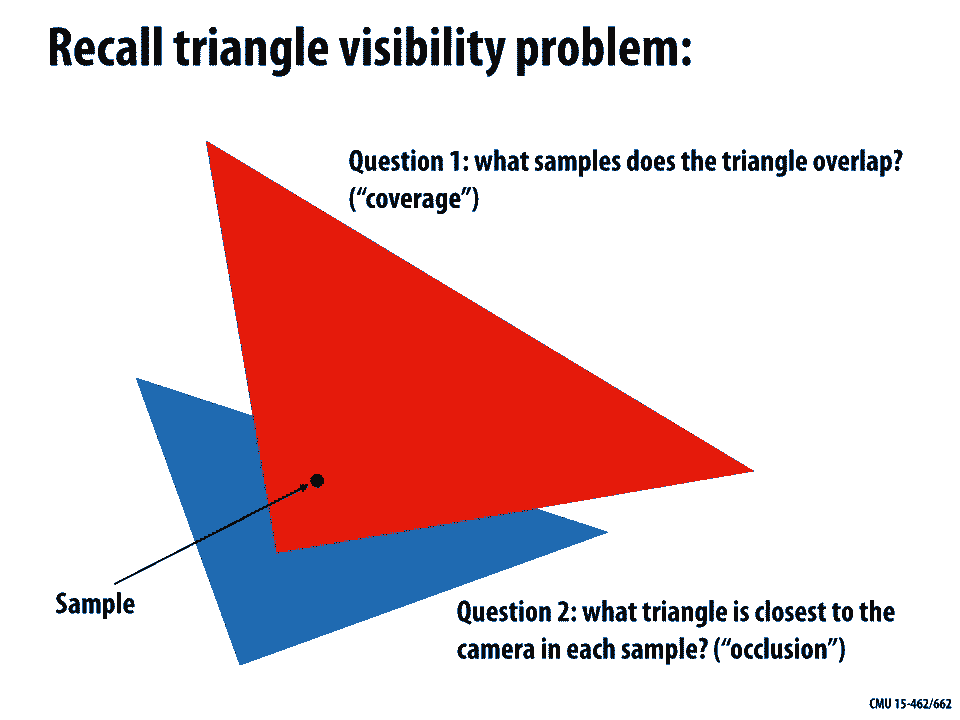 Recall triangle visibility problem:
Question 1: what samples does the triangle overlap?
(“coverage”)
Sample
Question 2: what triangle is closest to the
camera in each sample? (“occlusion”)
CMU 15-462/662